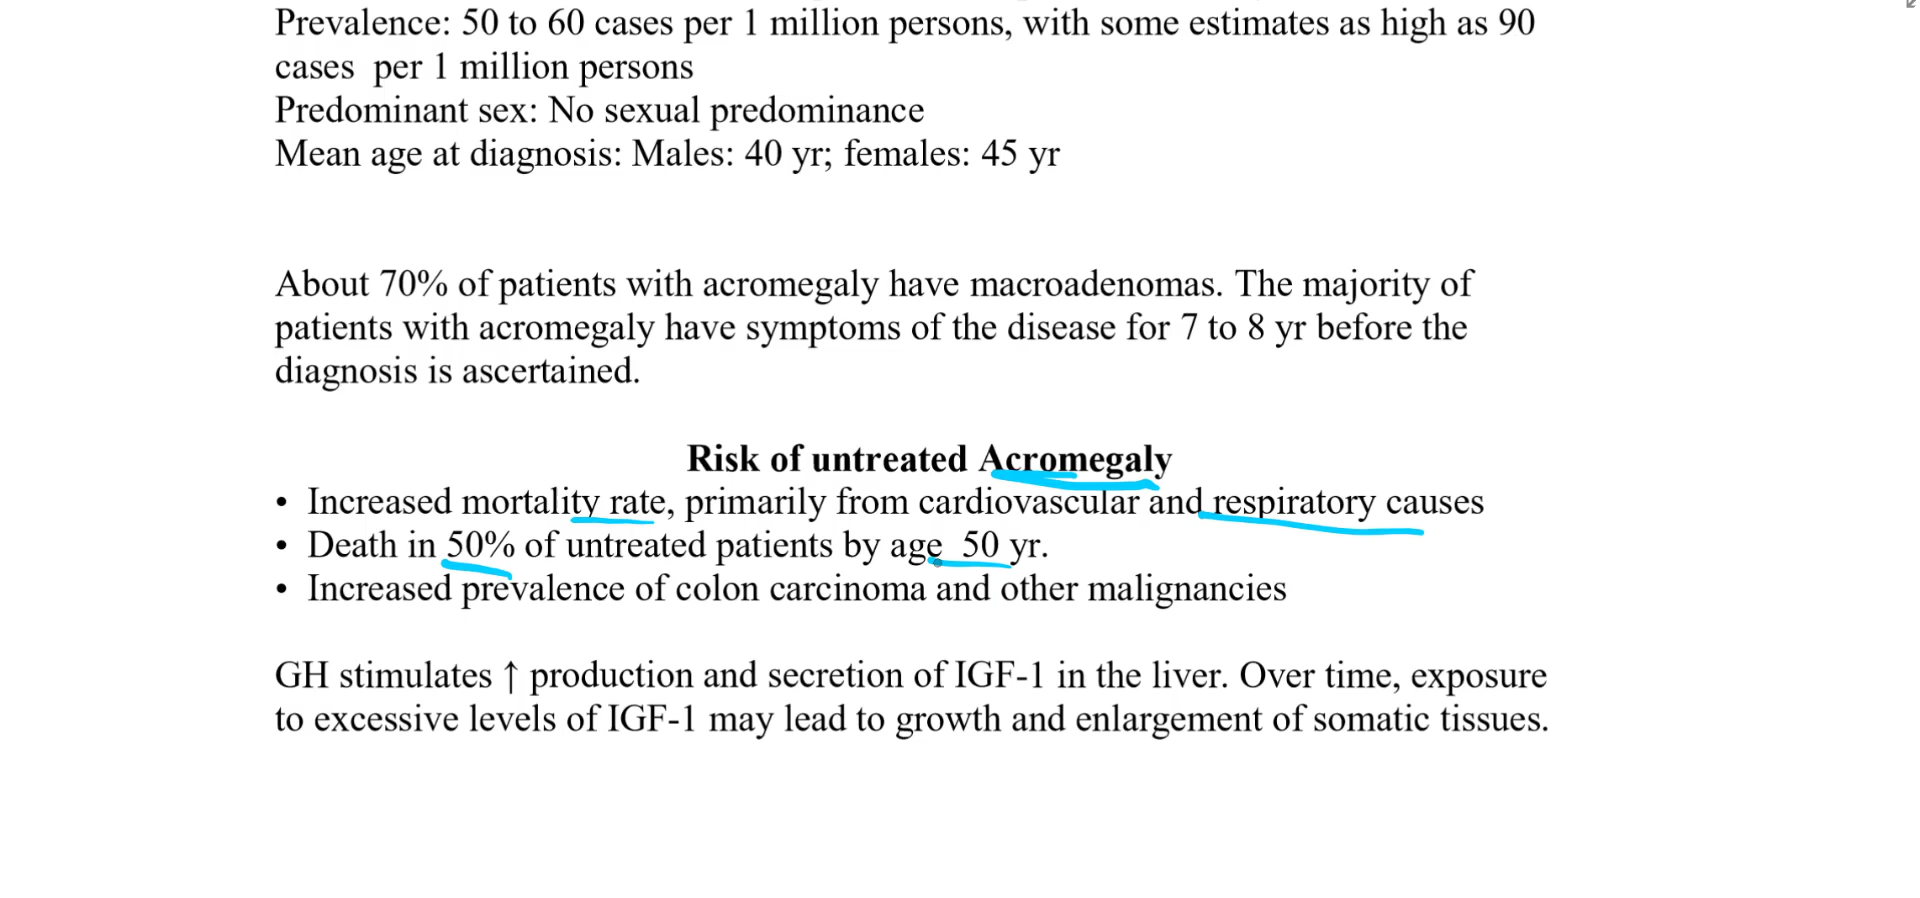 Prevalence: 50 to 60 cases per 1 million persons, with some estimates as high as 90
cases  per 1 million persons
Predominant sex: No sexual predominance
Mean age at diagnosis: Males: 40 yr; females: 45 yr
About 70% of patients with acromegaly have macroadenomas. The majority of
patients with acromegaly have symptoms of the disease for 7 to 8 yr before the
diagnosis is ascertained.
Risk of untreated Acromegaly
• Increased mortality rate, primarily from cardiovascular and respiratory causes
• Death in 50% of untreated patients by age  50 yr.
• Increased prevalence of colon carcinoma and other malignancies
GH stimulates ↑ production and secretion of IGF-1 in the liver. Over time, exposure
to excessive levels of IGF-1 may lead to growth and enlargement of somatic tissues.